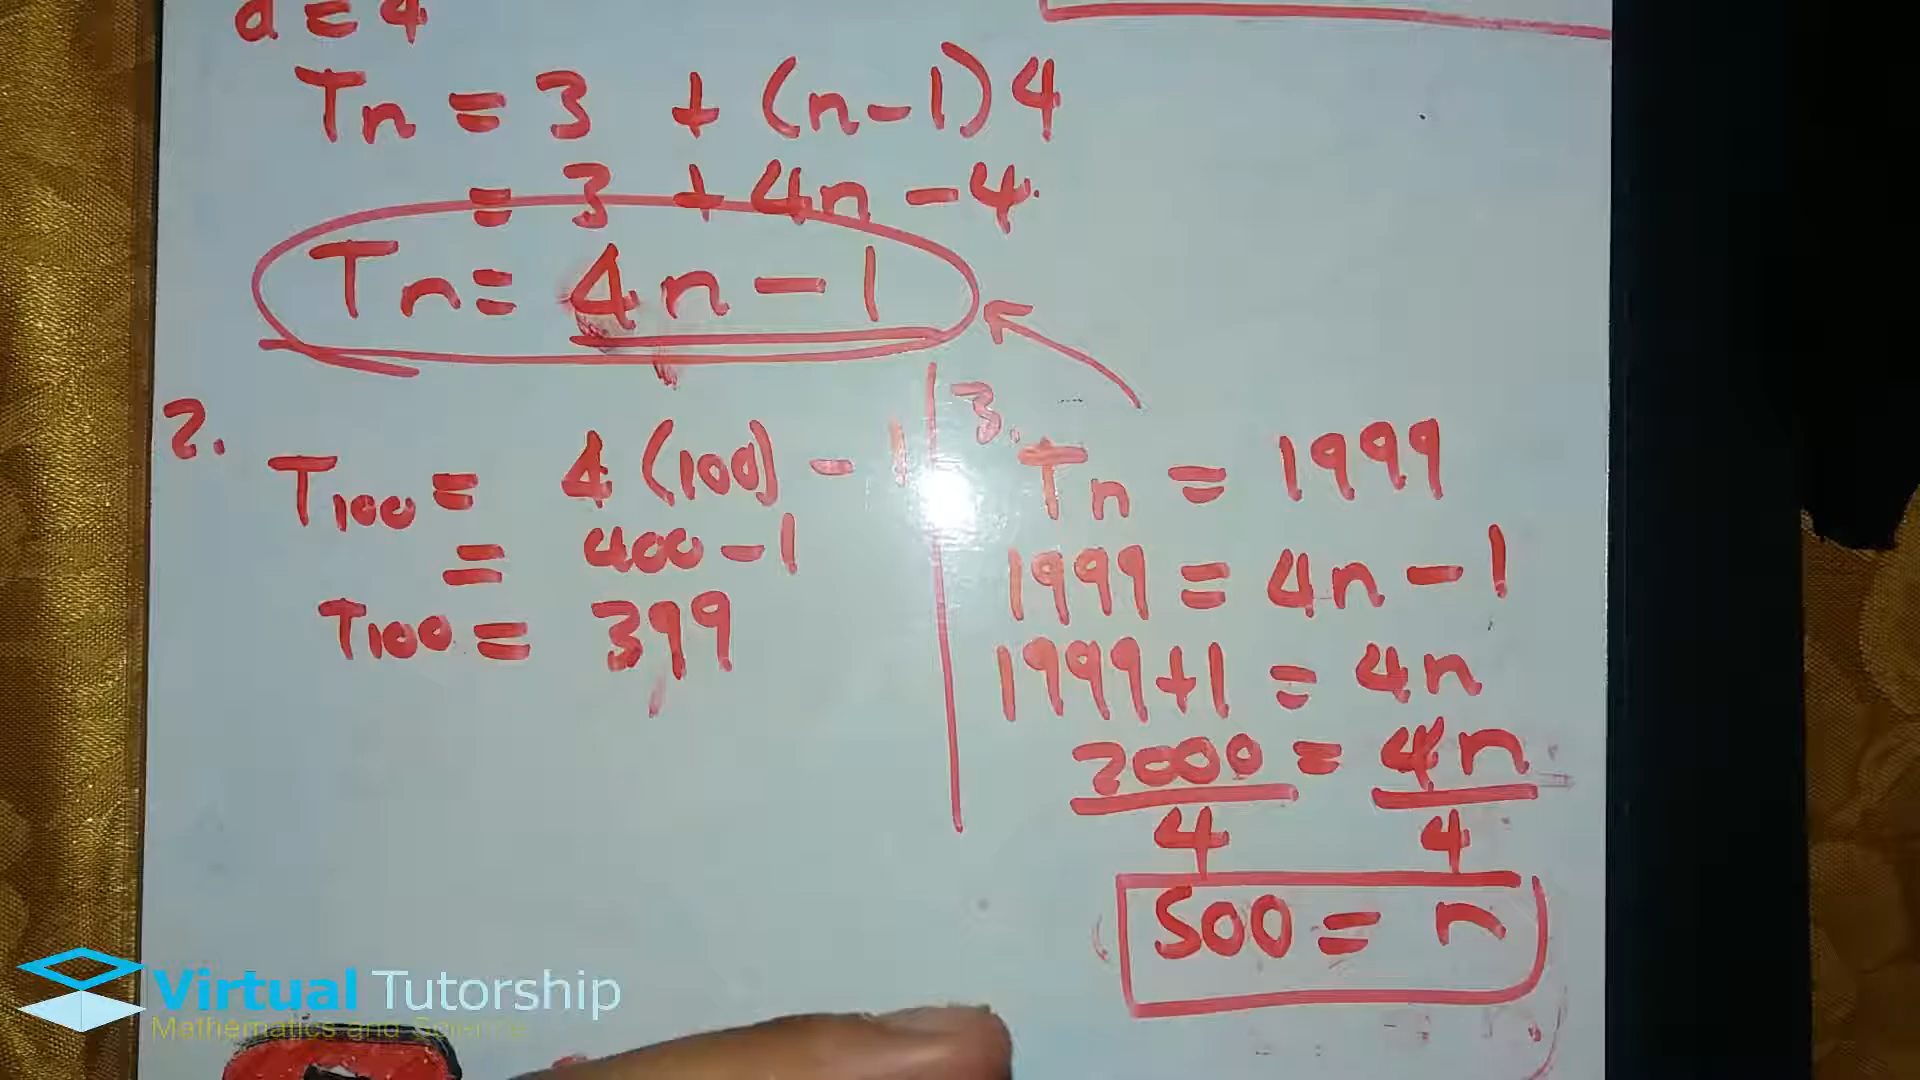 d = 4
Tn = 3 + (n-1)4
= 3 + 4n - 4
Tn = 4n - 1
2.
T100 = 4(100) - 1
= 400 - 1
T100 = 399
3.
Tn = 1999
1999 = 4n - 1
1999+1 = 4n
2000 = 4n
4 4
500 = n
Virtual Tutorship
Mathematics and Science